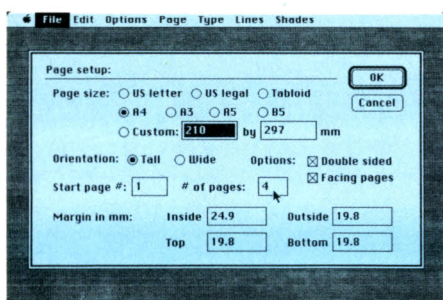 File Edit Options Page Type Lines Shades
Page setup:
OK
Page size: US letter US legal Tabloid
Cancel
A4 A3 A5 B5
Custom: 210 by 297 mm
Orientation: Tall Wide Options: Double sided
Facing pages
Start page #: 1 # of pages: 4
Margin in mm: Inside 24.9 Outside 19.8
Top 19.8 Bottom 19.8